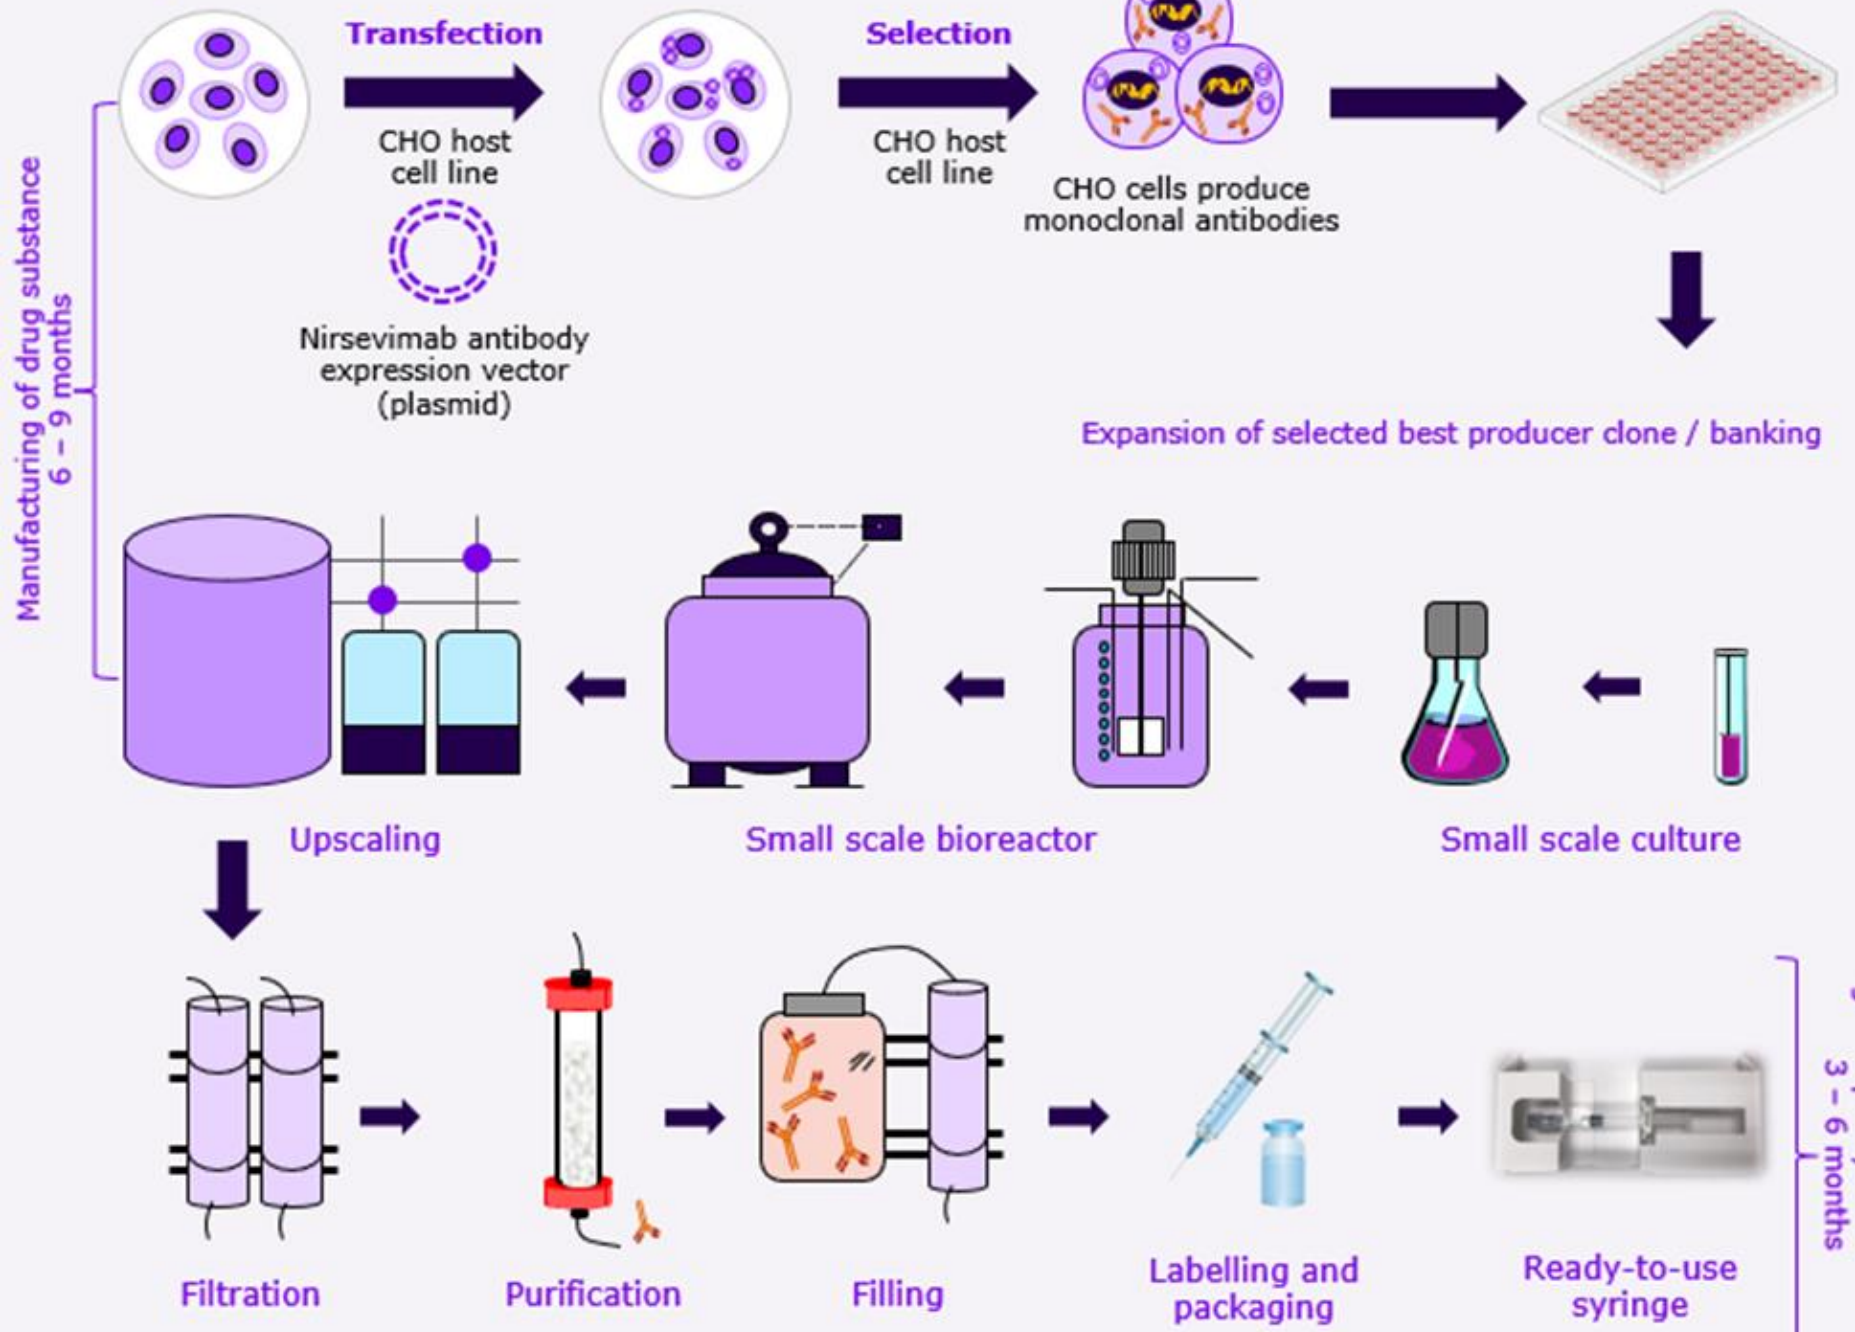 Transfection
Selection
CHO host
cell line
CHO host
cell line
CHO cells produce
monoclonal antibodies
Nirsevimab antibody
expression vector
(plasmid)
Manufacturing of drug substance
6 – 9 months
Expansion of selected best producer clone / banking
Upscaling
Small scale bioreactor
Small scale culture
3 – 6 months
Filtration
Purification
Filling
Labelling and
packaging
Ready-to-use
syringe